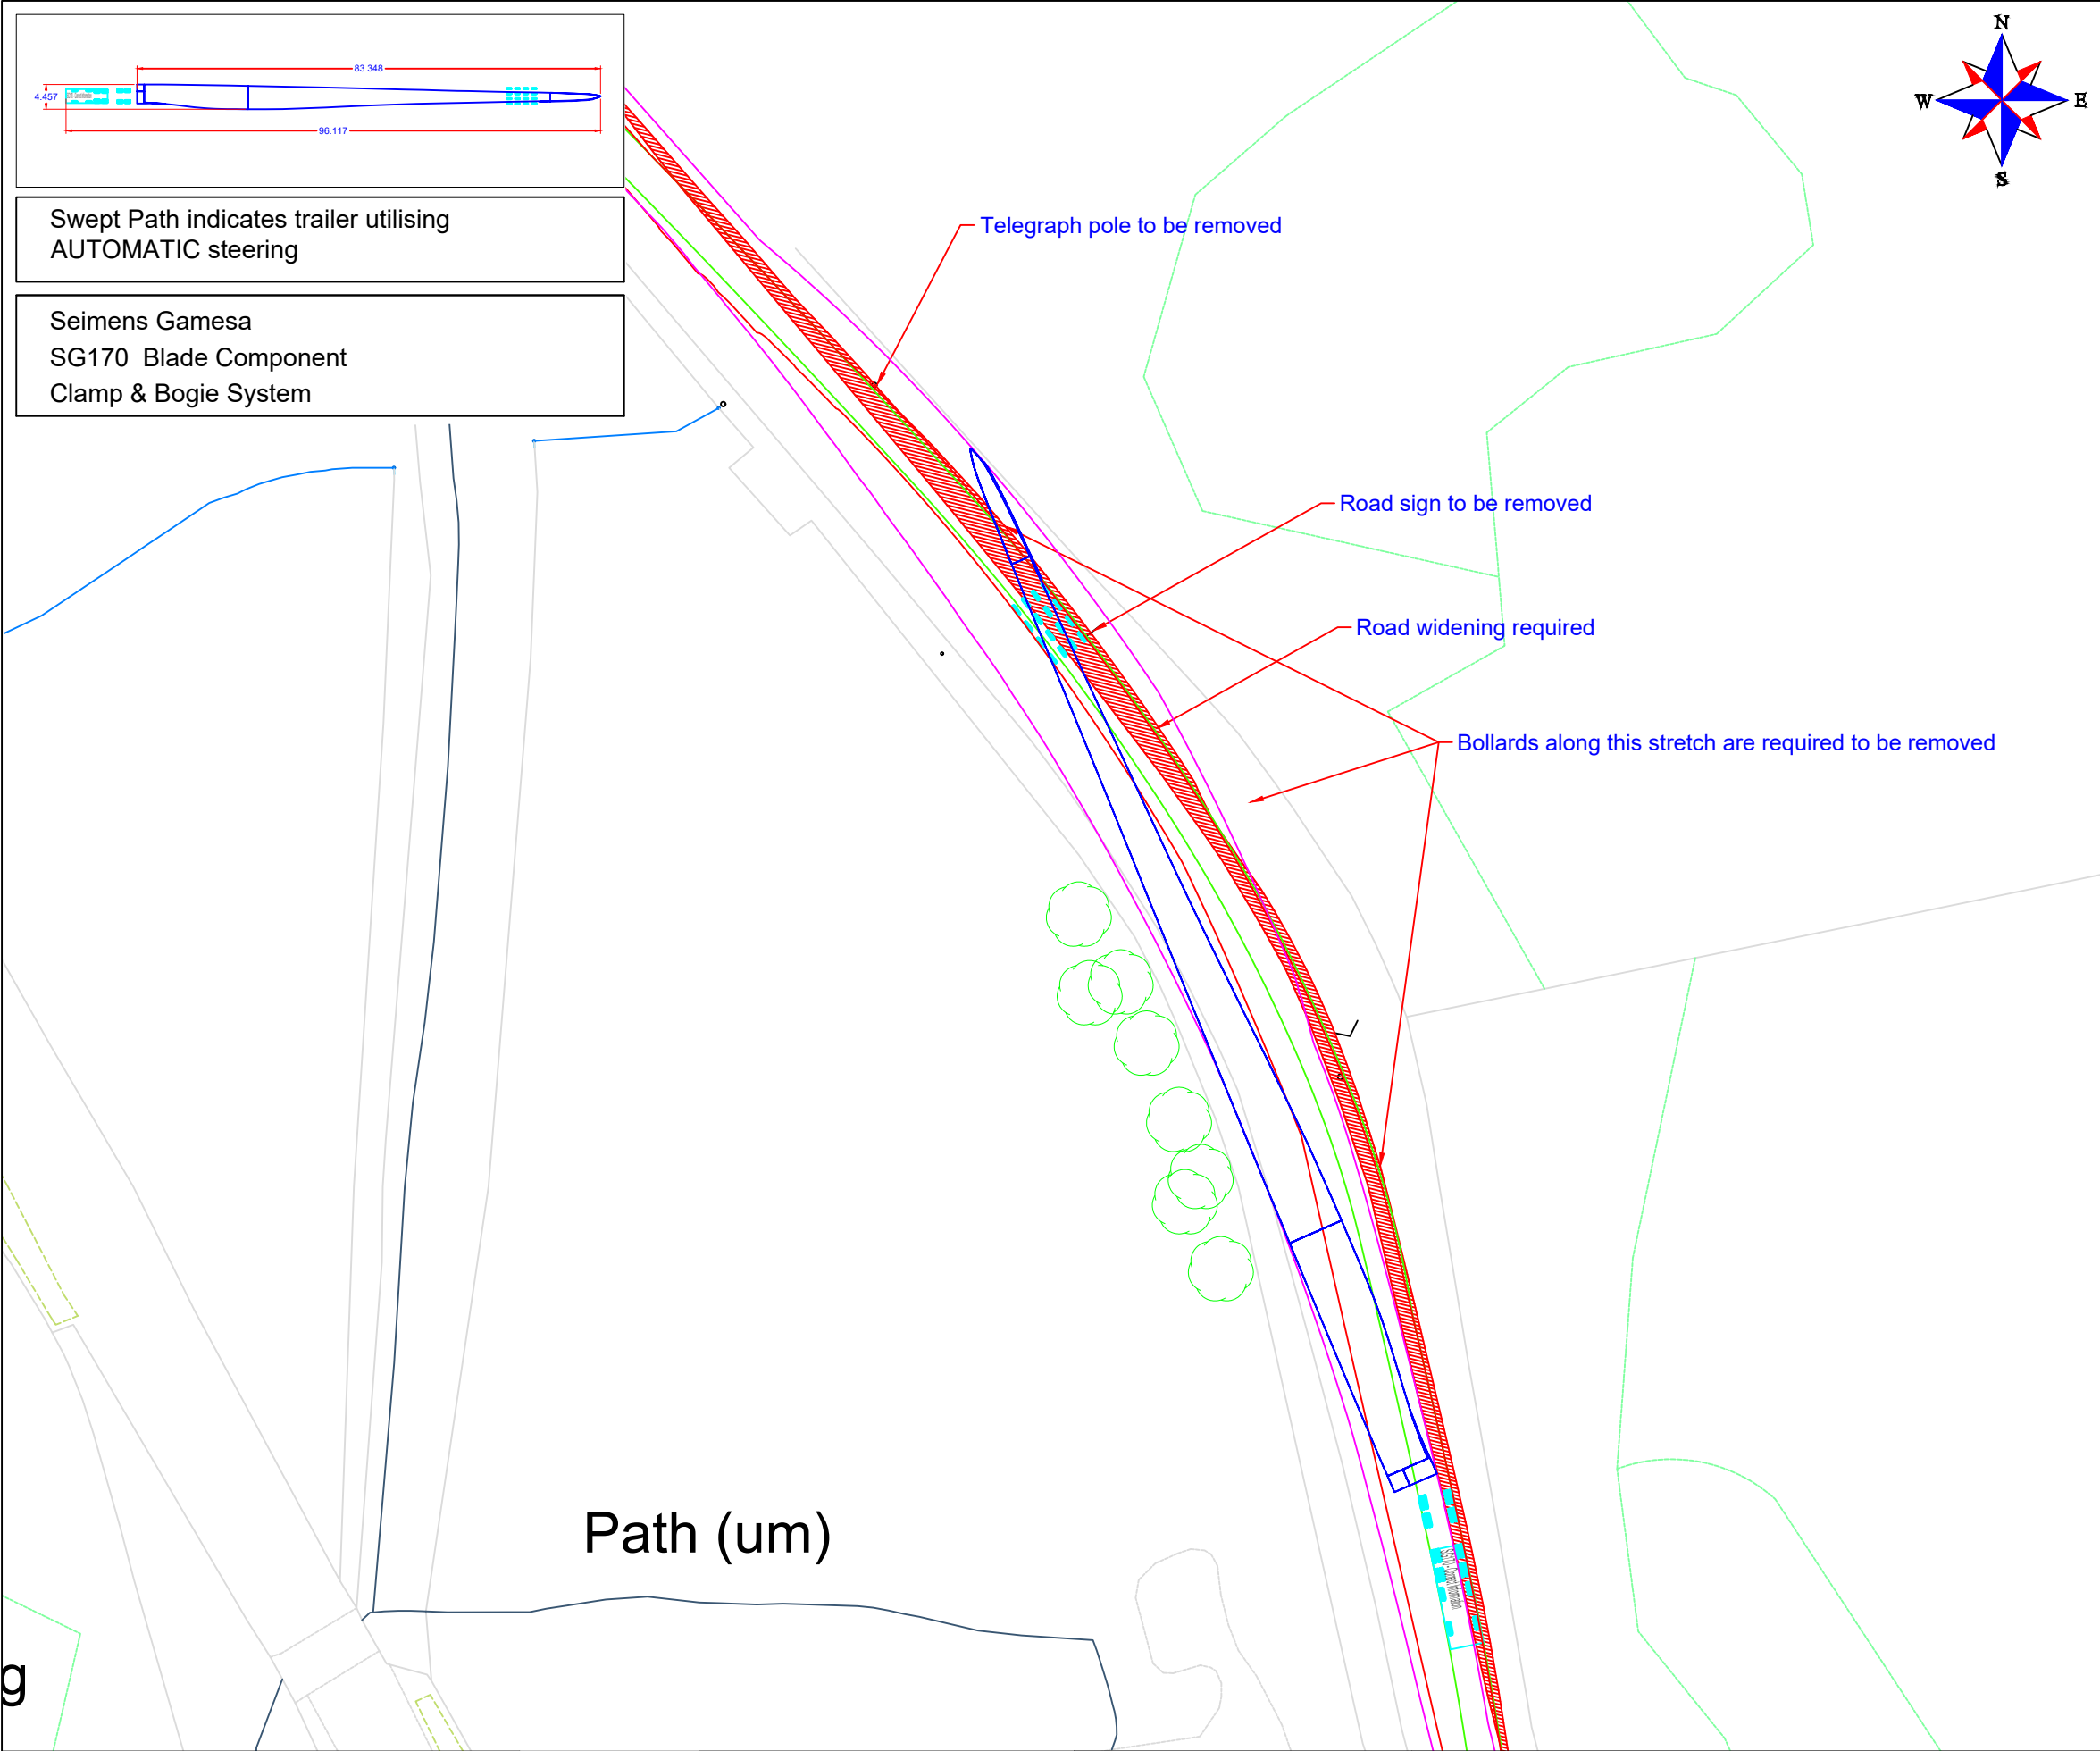 83.348
4.457
96.117
Swept Path indicates trailer utilising
AUTOMATIC steering
Seimens Gamesa
SG170 Blade Component
Clamp & Bogie System
N
W
E
S
Telegraph pole to be removed
Road sign to be removed
Road widening required
Bollards along this stretch are required to be removed
Path (um)
g